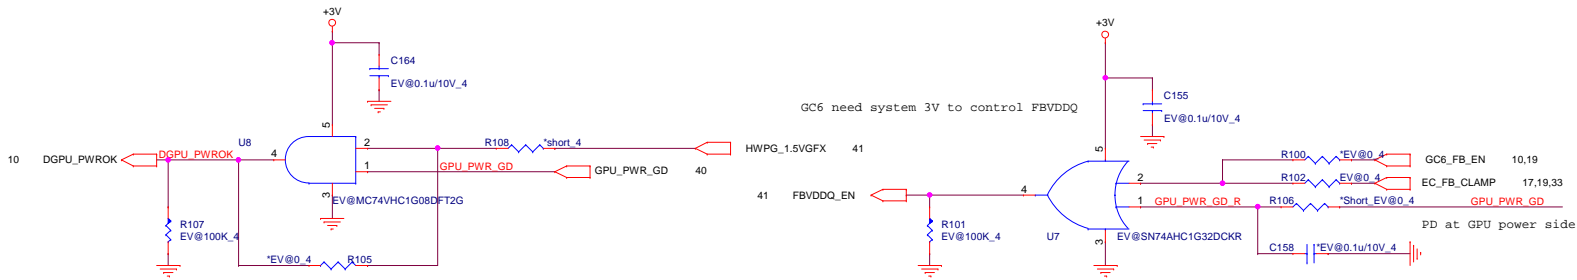 +3V
C164
EV@0.1u/10V_4
5
U8
10 DGPU_PWROK
DGPU_PWROK
4
2
R108
*short_4
HWPG_1.5VGFX 41
1
GPU_PWR_GD
GPU_PWR_GD 40
3
EV@MC74VHC1G08DFT2G
R107
EV@100K_4
*EV@0_4
R105
+3V
GC6 need system 3V to control FBVDDQ
C155
EV@0.1u/10V_4
5
R100
*EV@0_4
GC6_FB_EN 10,19
2
R102
EV@0_4
EC_FB_CLAMP 17,19,33
41 FBVDDQ_EN
4
1
GPU_PWR_GD_R
R106
*Short_EV@0_4
GPU_PWR_GD
PD at GPU power side
R101
EV@100K_4
U7
3
EV@SN74AHC1G32DCKR
C158
*EV@0.1u/10V_4